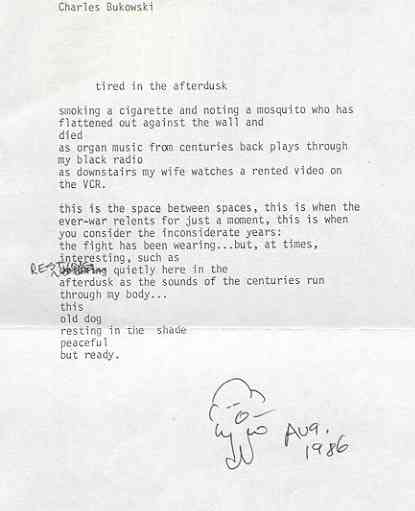 Charles Bukowski
tired in the afterdusk
smoking a cigarette and noting a mosquito who has
flattened out against the wall and
died
as organ music from centuries back plays through
my black radio
as downstairs my wife watches a rented video on
the VCR.
this is the space between spaces, this is when the
ever-war relents for just a moment, this is when
you consider the inconsiderate years:
the fight has been wearing...but, at times,
interesting, such as
RESTING quietly here in the
afterdusk as the sounds of the centuries run
through my body...
this
old dog
resting in the shade
peaceful
but ready.
Aug.
1986